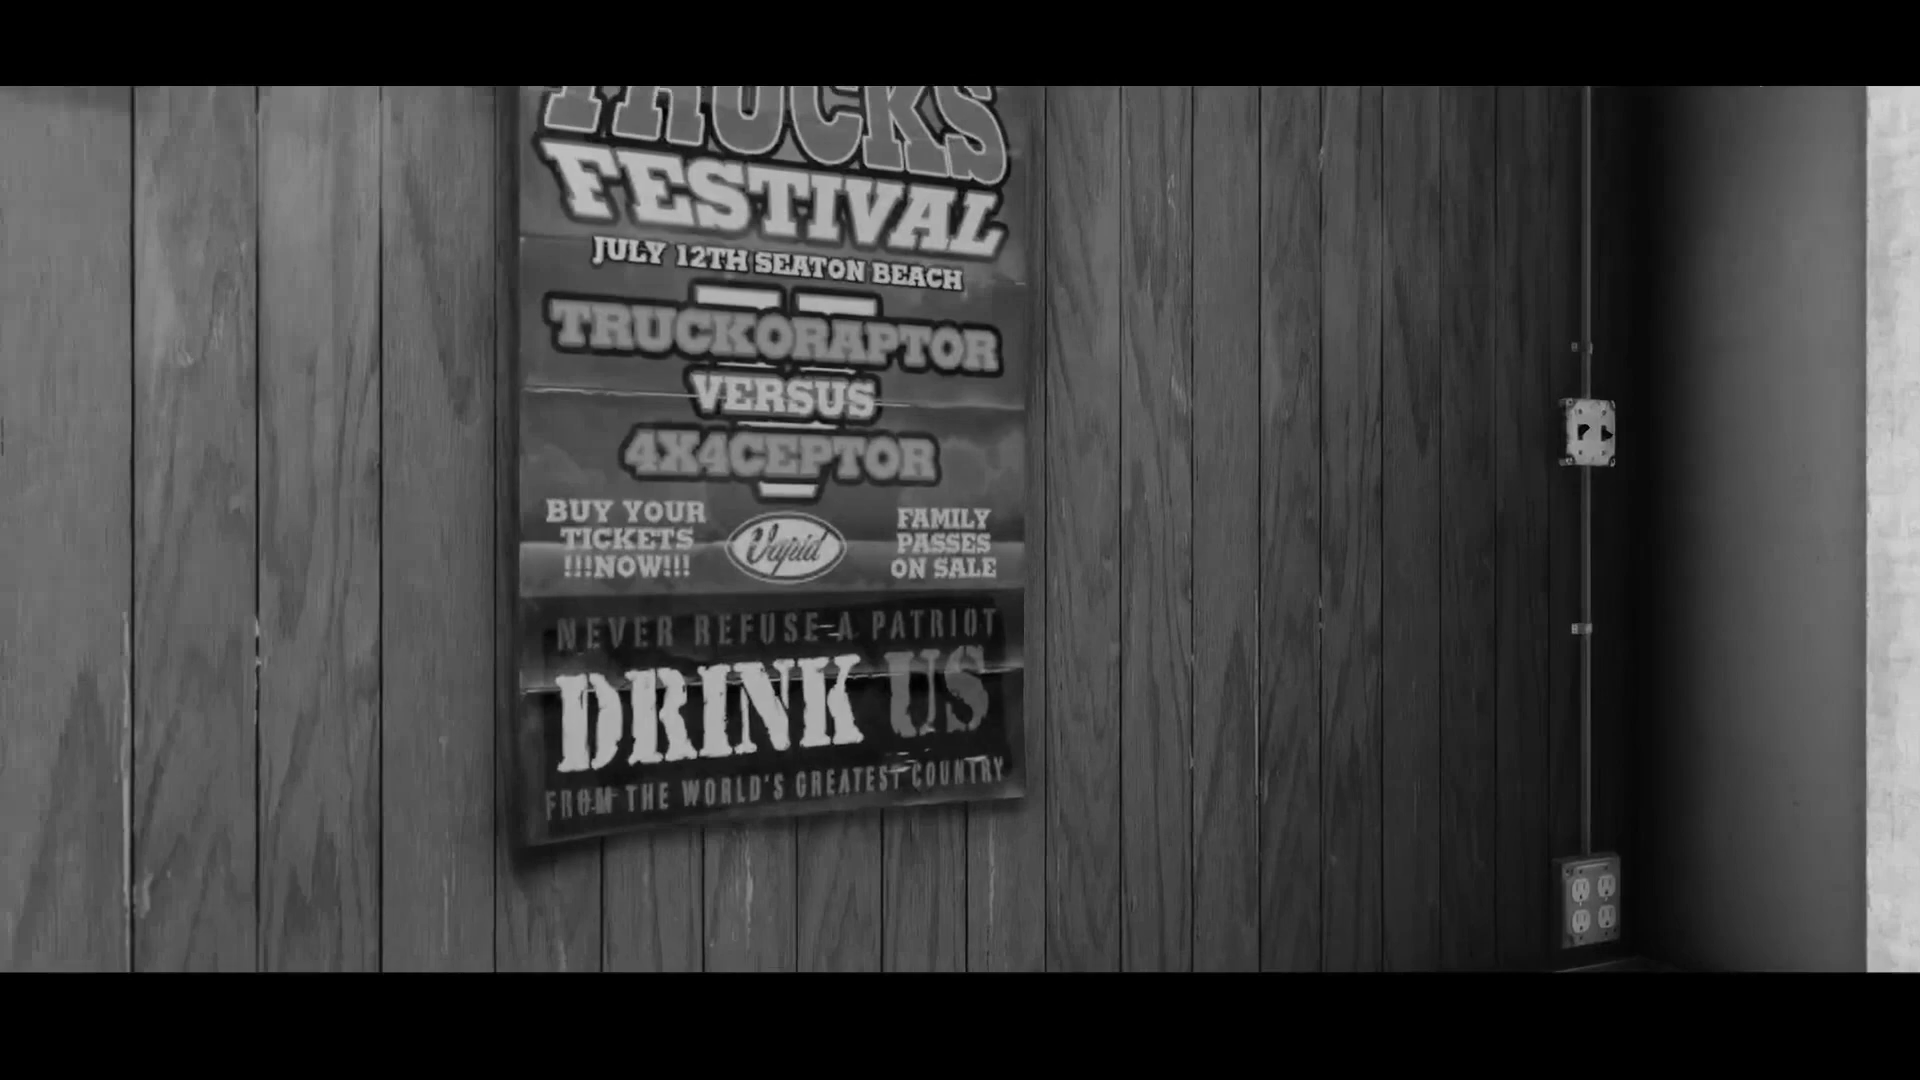 TRUCKS
FESTIVAL
JULY 12TH SEATON BEACH
TRUCKORAPTOR
VERSUS
4X4CEPTOR
BUY YOUR
TICKETS
!!!NOW!!!
Vapid
FAMILY
PASSES
ON SALE
NEVER REFUSE A PATRIOT
DRINK US
FROM THE WORLD'S GREATEST COUNTRY